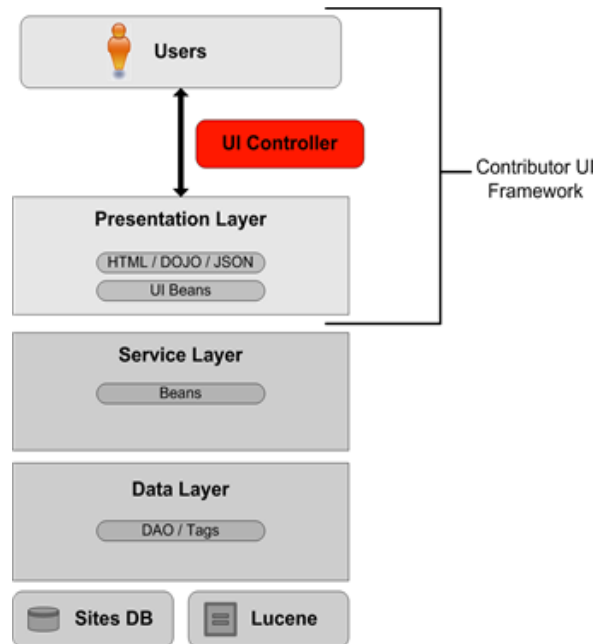 Users
UI Controller
Contributor UI
Framework
Presentation Layer
HTML / DOJO / JSON
UI Beans
Service Layer
Beans
Data Layer
DAO / Tags
Sites DB
Lucene